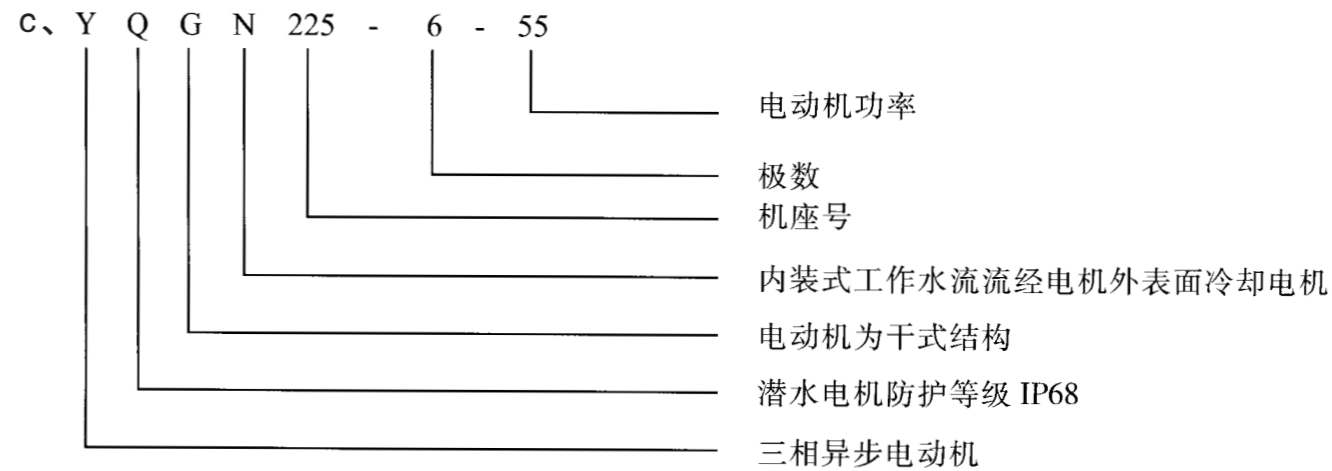 C、Y Q G N 225 - 6 - 55
电动机功率
极数
机座号
内装式工作水流流经电机外表面冷却电机
电动机为干式结构
潜水电机防护等级 IP68
三相异步电动机